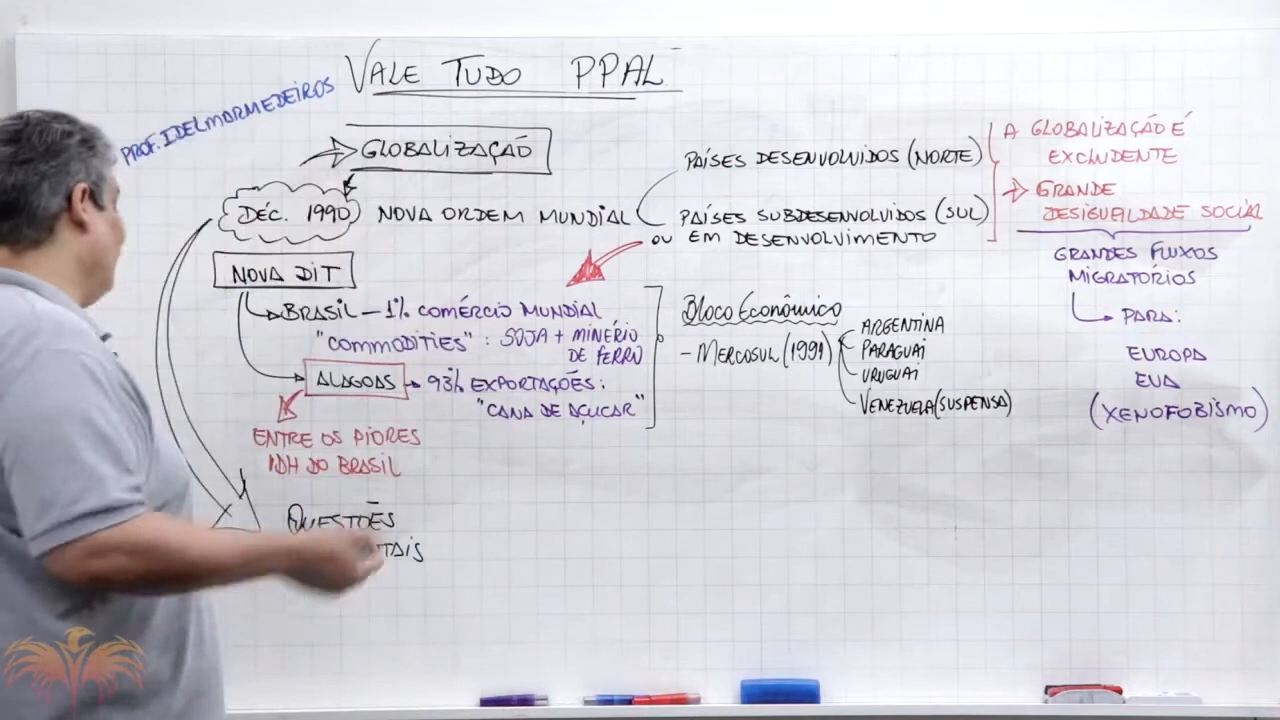 VALE TUDO PPAL
PROF. IDELMAR MEDEIROS
GLOBALIZAÇÃO
DÉC. 1990
NOVA ORDEM MUNDIAL
PAÍSES DESENVOLVIDOS (NORTE)
PAÍSES SUBDESENVOLVIDOS (SUL)
OU EM DESENVOLVIMENTO
A GLOBALIZAÇÃO É
EXCLUDENTE
GRANDE
DESIGUALDADE SOCIAL
GRANDES FLUXOS
MIGRATÓRIOS
PARA:
EUROPA
EUA
(XENOFOBISMO)
NOVA DIT
BRASIL - 1% COMÉRCIO MUNDIAL
"COMMODITIES": SOJA + MINÉRIO
DE FERRO
ALAGOAS
93% EXPORTAÇÕES:
"CANA DE AÇUCAR"
ENTRE OS PIORES
IDH DO BRASIL
Bloco Econômico
- MERCOSUL (1991)
ARGENTINA
PARAGUAI
URUGUAI
VENEZUELA (SUSPENSA)
QUESTÕES